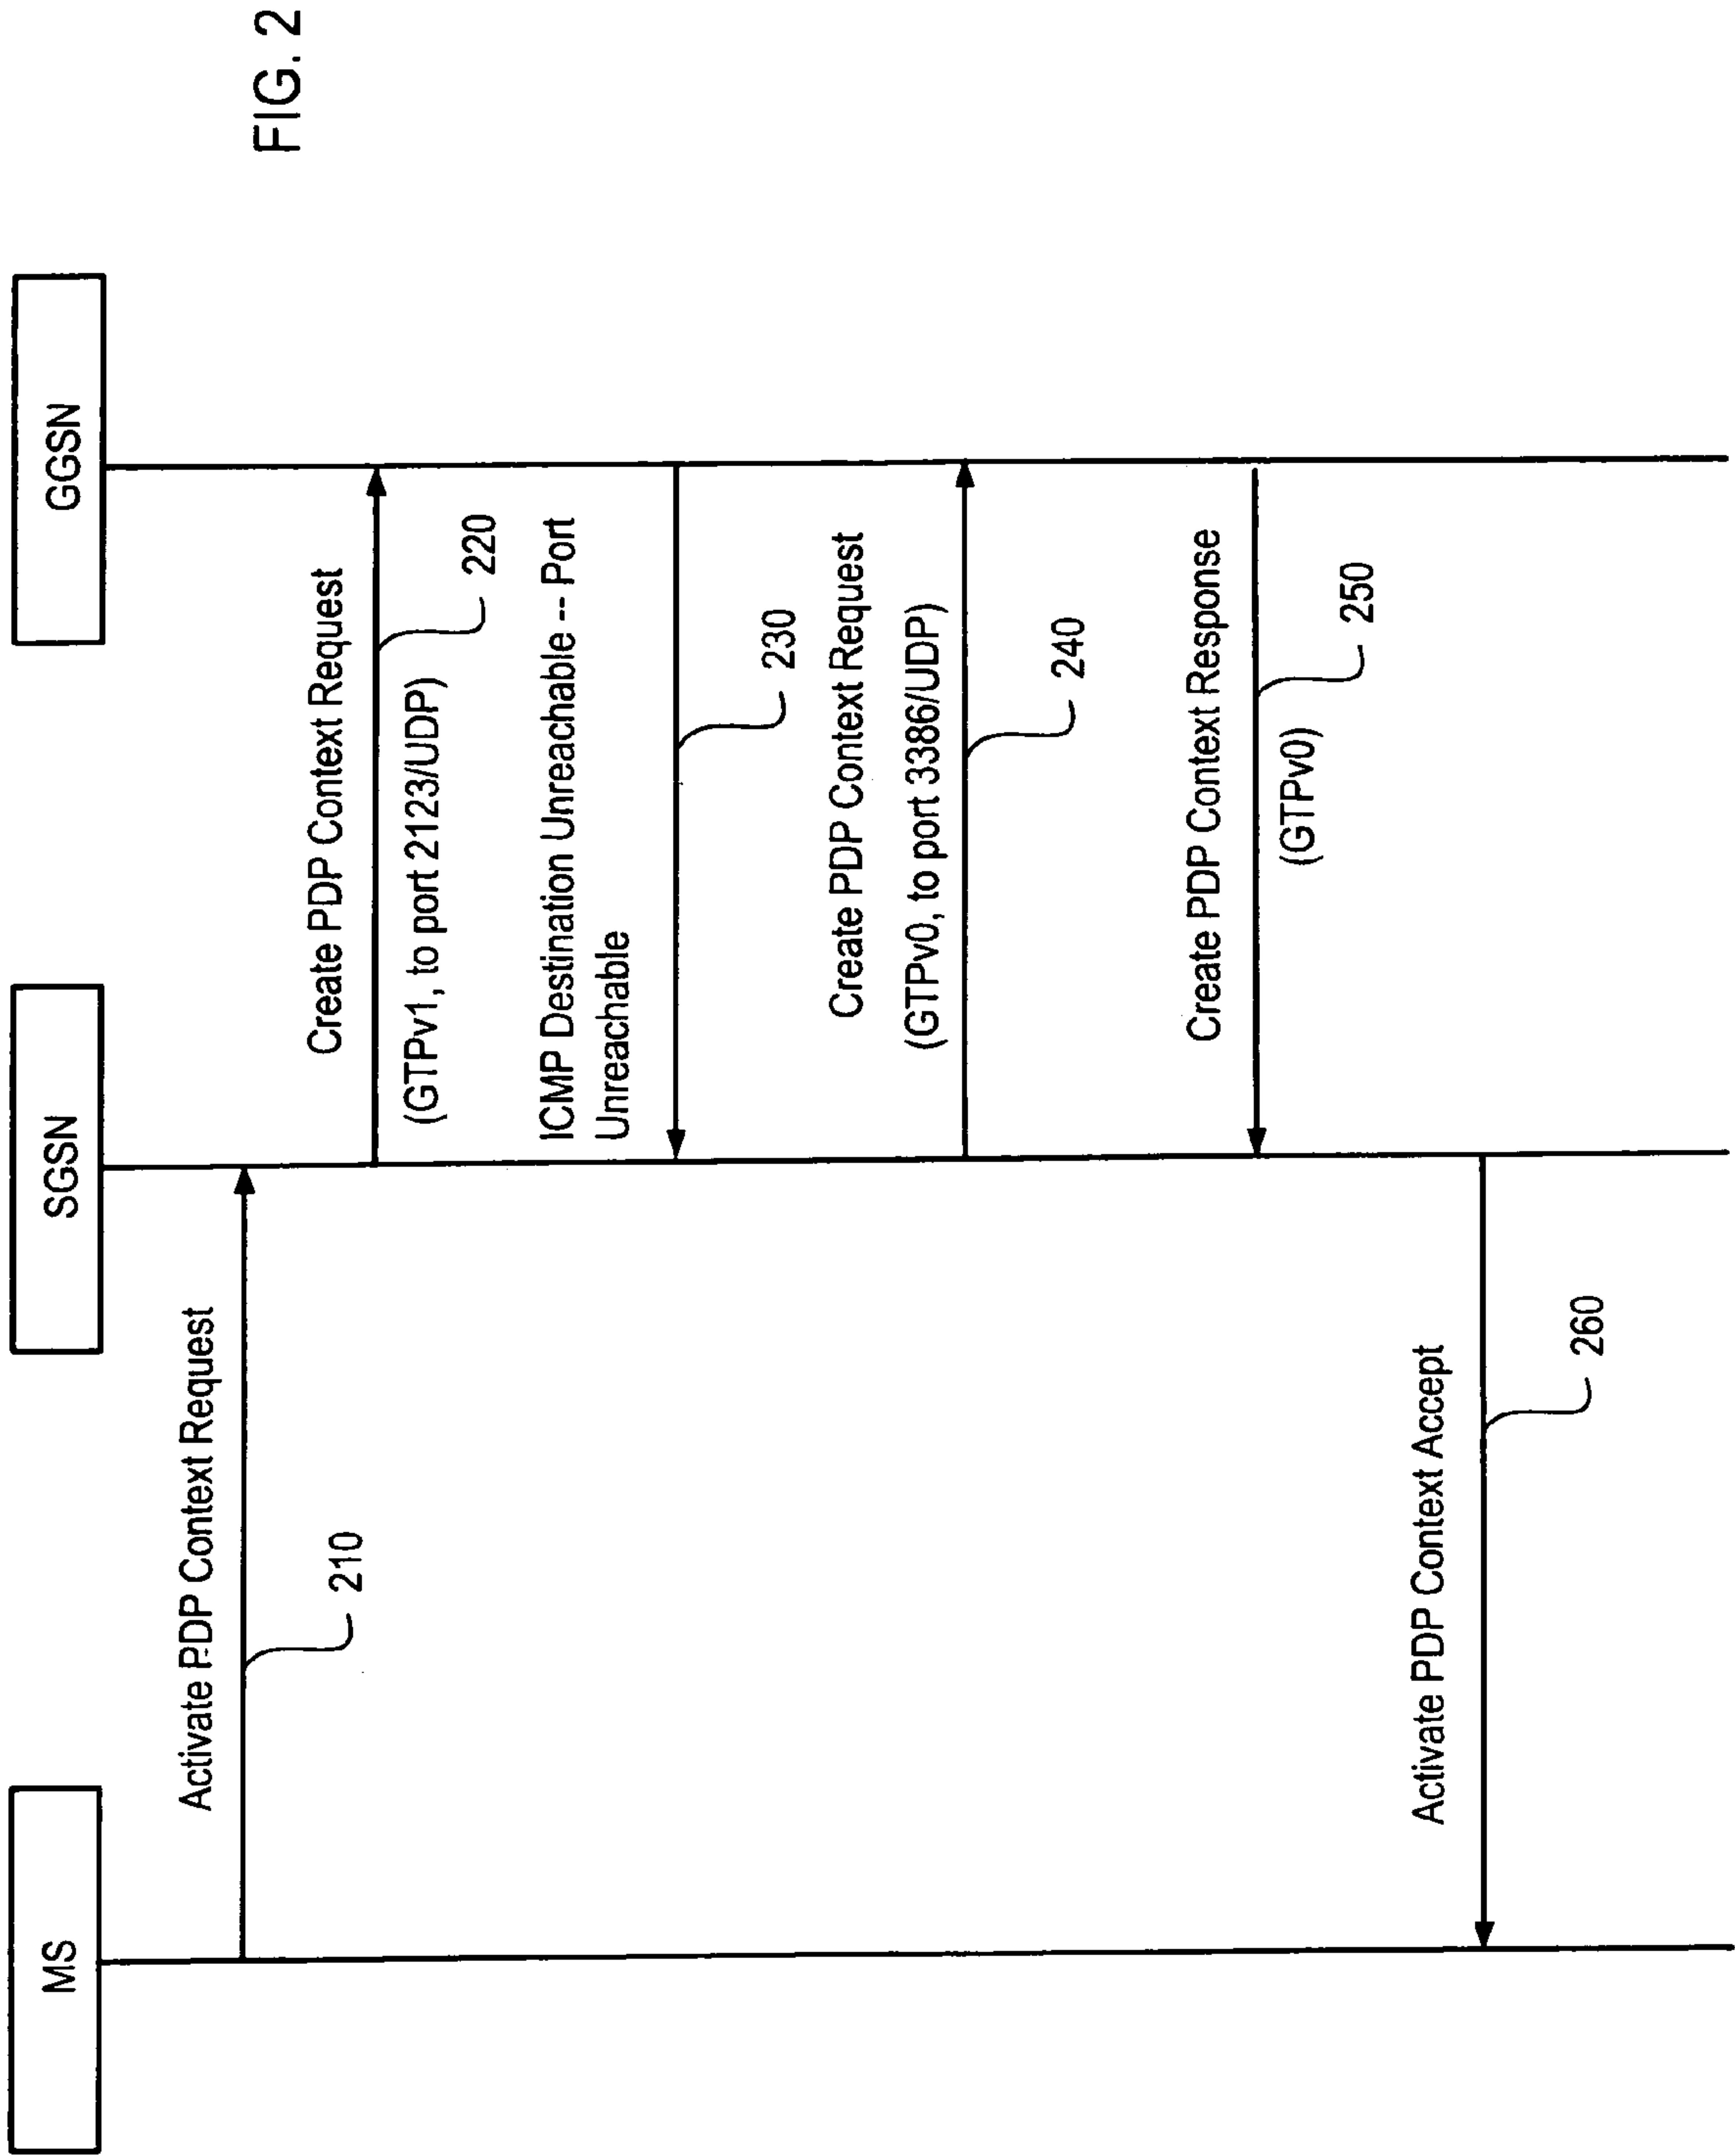 FIG. 2
MS
SGSN
GGSN
Activate PDP Context Request
210
Create PDP Context Request
(GTPv1, to port 2123/UDP)
220
ICMP Destination Unreachable -- Port
Unreachable
230
Create PDP Context Request
(GTPv0, to port 3386/UDP)
240
Create PDP Context Response
(GTPv0)
250
Activate PDP Context Accept
260